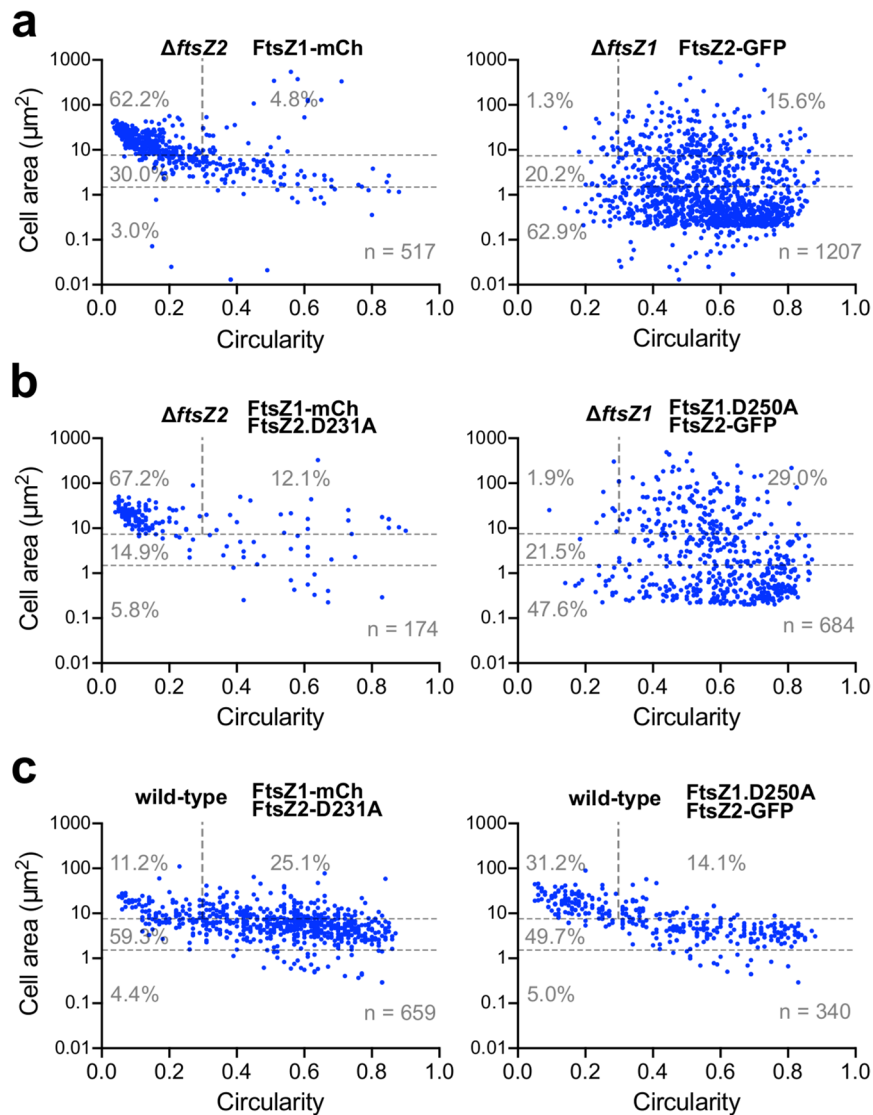 a
ΔftsZ2 FtsZ1-mCh
1000
100
10
1
0.1
0.01
Cell area (µm²)
62.2%
4.8%
30.0%
3.0%
n = 517
0.0 0.2 0.4 0.6 0.8 1.0
Circularity
ΔftsZ1 FtsZ2-GFP
1000
100
10
1
0.1
0.01
1.3%
15.6%
20.2%
62.9%
n = 1207
0.0 0.2 0.4 0.6 0.8 1.0
Circularity
b
ΔftsZ2 FtsZ1-mCh
FtsZ2.D231A
1000
100
10
1
0.1
0.01
Cell area (µm²)
67.2%
12.1%
14.9%
5.8%
n = 174
0.0 0.2 0.4 0.6 0.8 1.0
Circularity
ΔftsZ1 FtsZ1.D250A
FtsZ2-GFP
1000
100
10
1
0.1
0.01
1.9%
29.0%
21.5%
47.6%
n = 684
0.0 0.2 0.4 0.6 0.8 1.0
Circularity
c
wild-type FtsZ1-mCh
FtsZ2-D231A
1000
100
10
1
0.1
0.01
Cell area (µm²)
11.2%
25.1%
59.3%
4.4%
n = 659
0.0 0.2 0.4 0.6 0.8 1.0
Circularity
wild-type FtsZ1.D250A
FtsZ2-GFP
1000
100
10
1
0.1
0.01
31.2%
14.1%
49.7%
5.0%
n = 340
0.0 0.2 0.4 0.6 0.8 1.0
Circularity